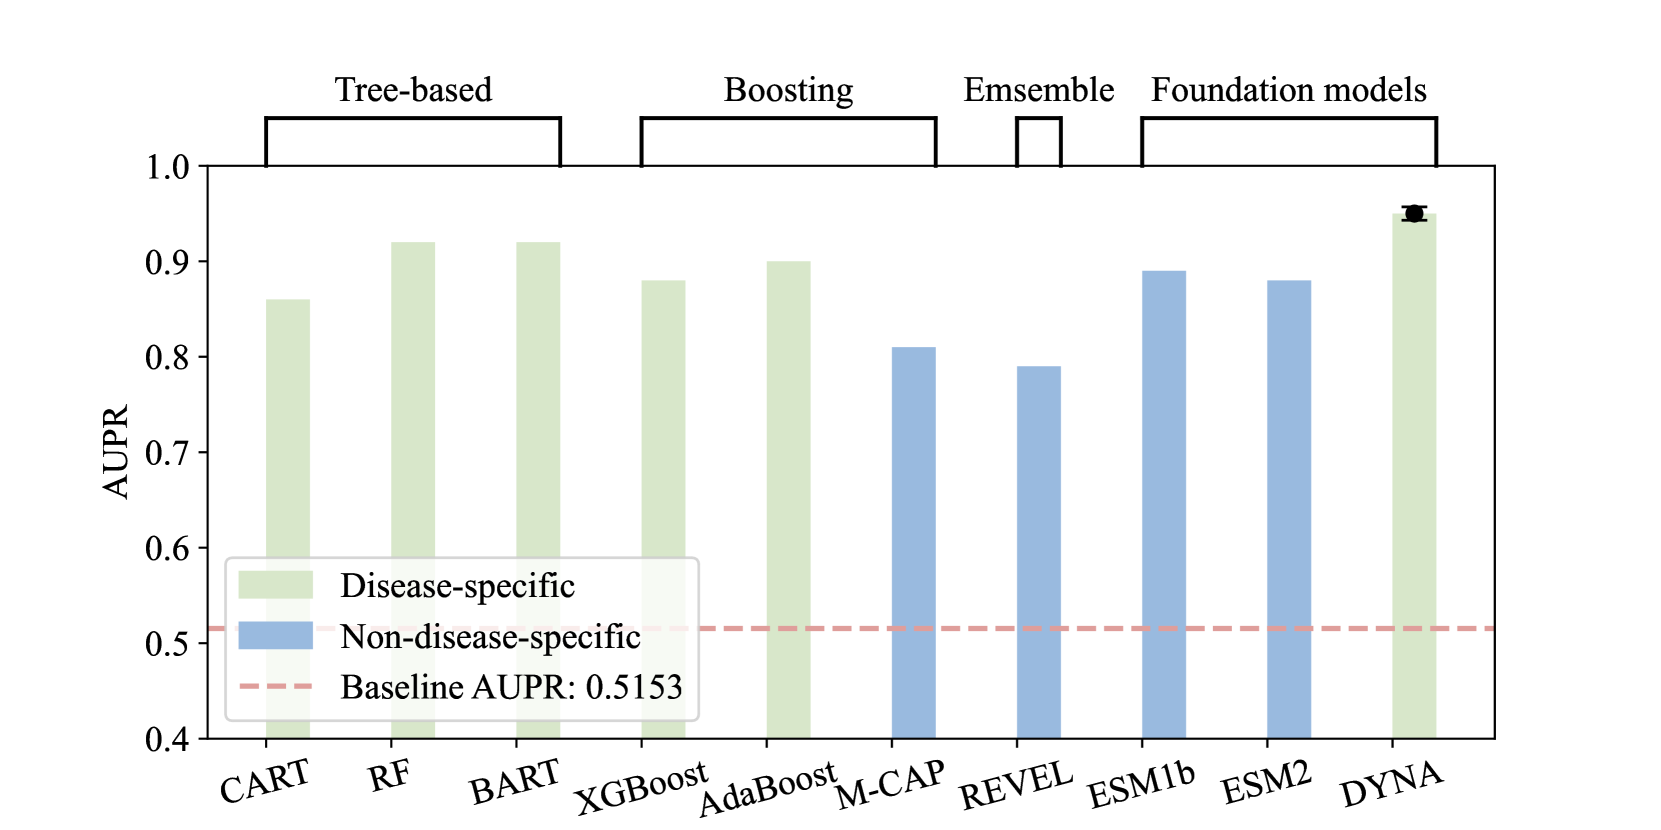 Tree-based
Boosting
Emsemble
Foundation models
1.0
0.9
0.8
0.7
0.6
0.5
0.4
AUPR
Disease-specific
Non-disease-specific
Baseline AUPR: 0.5153
CART
RF
BART
XGBoost
AdaBoost
M-CAP
REVEL
ESM1b
ESM2
DYNA